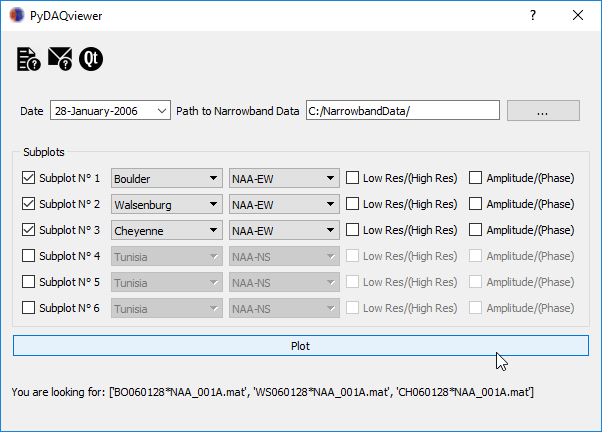 PyDAQviewer ? ×
? ? Qt
Date 28-January-2006 Path to Narrowband Data C:/NarrowbandData/ ...
Subplots
Subplot N° 1 Boulder NAA-EW Low Res/(High Res) Amplitude/(Phase)
Subplot N° 2 Walsenburg NAA-EW Low Res/(High Res) Amplitude/(Phase)
Subplot N° 3 Cheyenne NAA-EW Low Res/(High Res) Amplitude/(Phase)
Subplot N° 4 Tunisia NAA-NS Low Res/(High Res) Amplitude/(Phase)
Subplot N° 5 Tunisia NAA-NS Low Res/(High Res) Amplitude/(Phase)
Subplot N° 6 Tunisia NAA-NS Low Res/(High Res) Amplitude/(Phase)
Plot
You are looking for: ['BO060128*NAA_001A.mat', 'WS060128*NAA_001A.mat', 'CH060128*NAA_001A.mat']